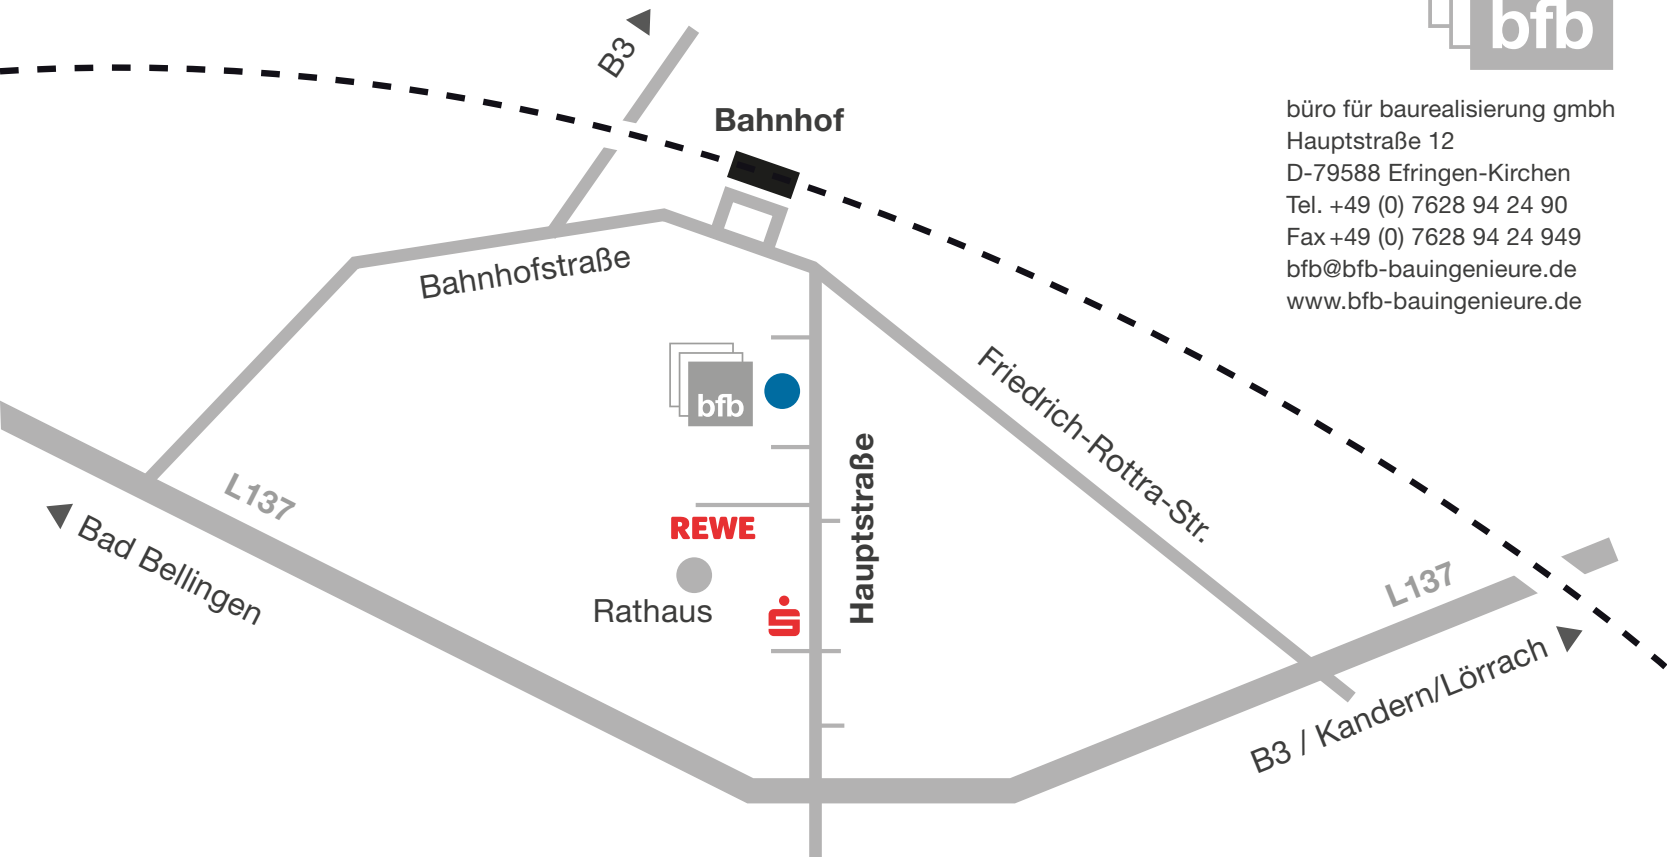 bfb
büro für baurealisierung gmbh
Hauptstraße 12
D-79588 Efringen-Kirchen
Tel. +49 (0) 7628 94 24 90
Fax +49 (0) 7628 94 24 949
bfb@bfb-bauingenieure.de
www.bfb-bauingenieure.de
B3
Bahnhof
Bahnhofstraße
bfb
Friedrich-Rottra-Str.
Hauptstraße
L137
Bad Bellingen
REWE
Rathaus
S
L137
B3 / Kandern/Lörrach